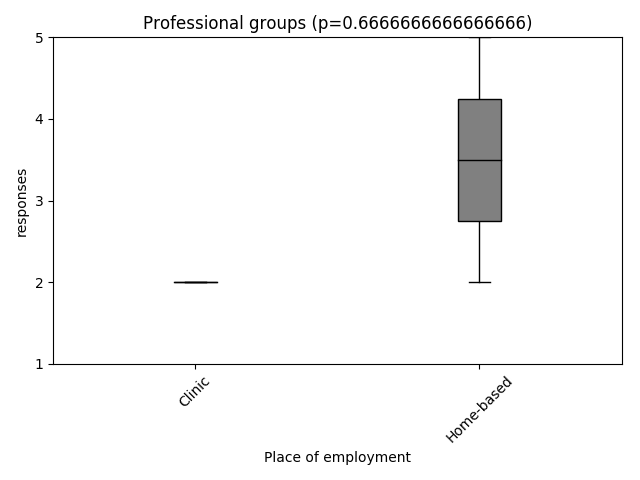 Professional groups (p=0.6666666666666666)
5
4
3
2
1
responses
Clinic
Home-based
Place of employment